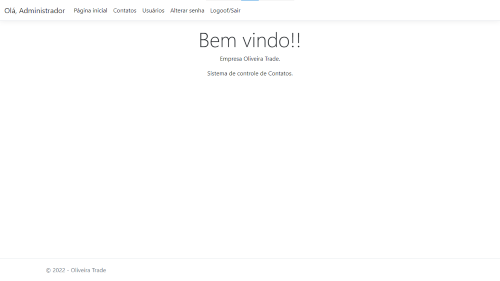 Olá, Administrador Página inicial Contatos Usuários Alterar senha Logoof/Sair
Bem vindo!!
Empresa Oliveira Trade.
Sistema de controle de Contatos.
© 2022 - Oliveira Trade